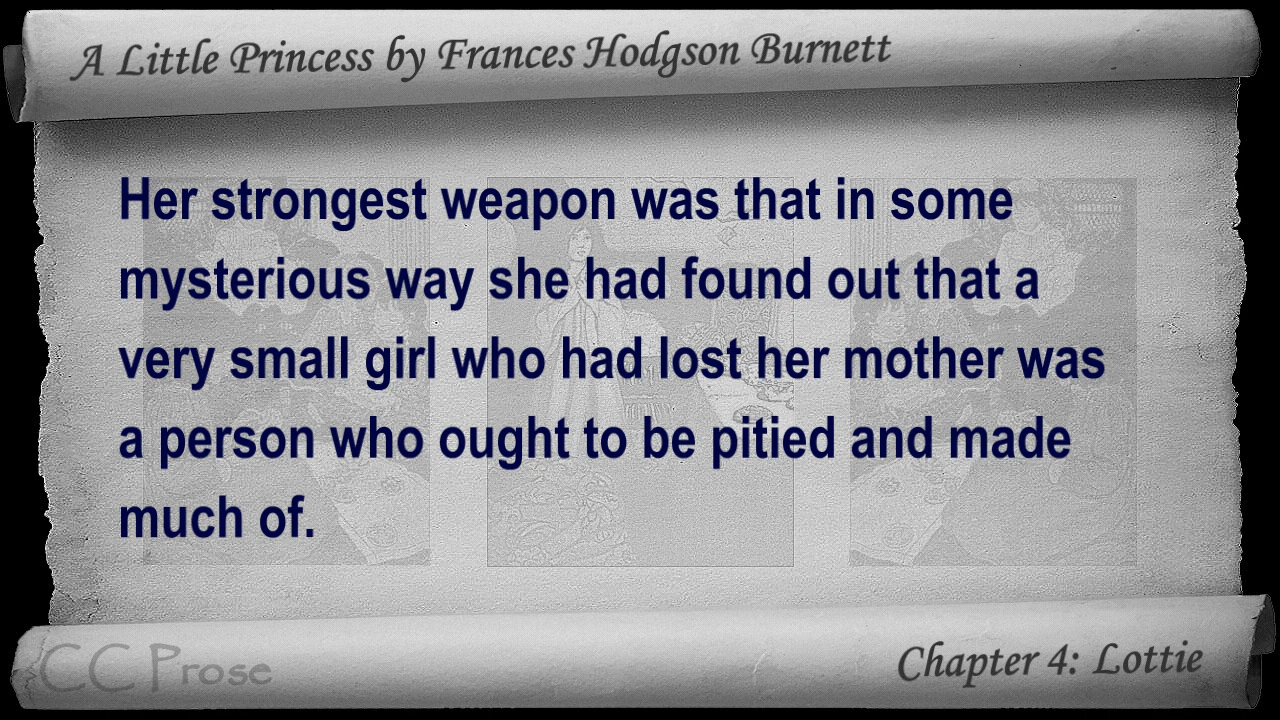 A Little Princess by Frances Hodgson Burnett
Her strongest weapon was that in some
mysterious way she had found out that a
very small girl who had lost her mother was
a person who ought to be pitied and made
much of.
CC Prose
Chapter 4: Lottie